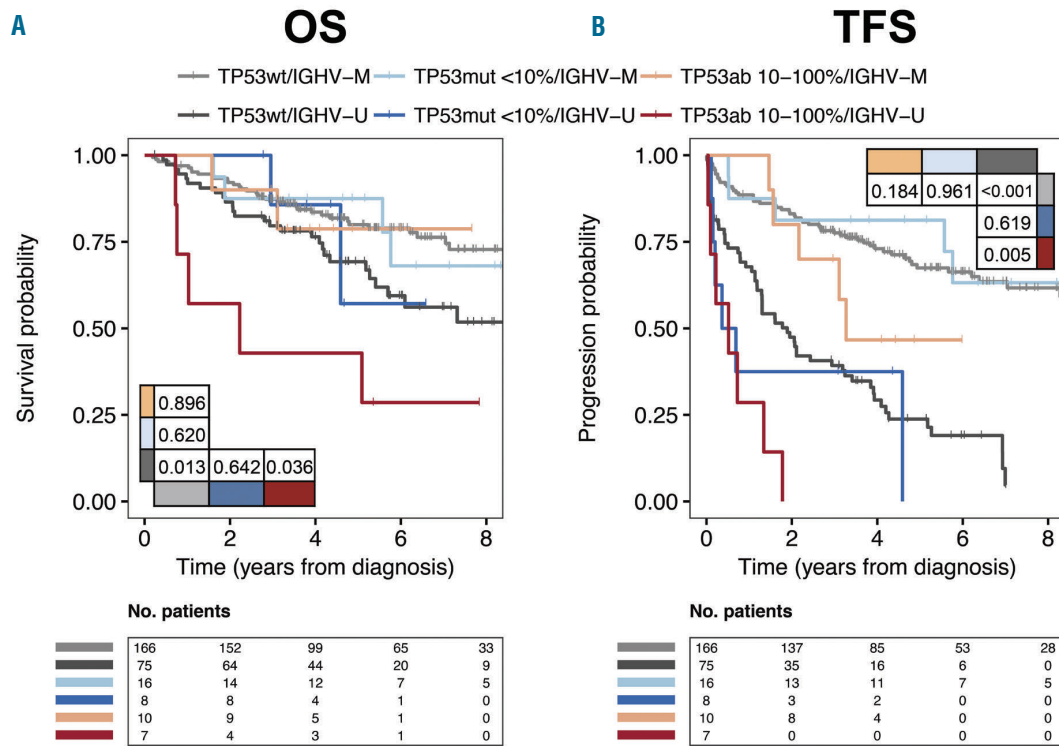 A OS B TFS
TP53wt/IGHV–M TP53mut <10%/IGHV–M TP53ab 10–100%/IGHV–M
TP53wt/IGHV–U TP53mut <10%/IGHV–U TP53ab 10–100%/IGHV–U
Survival probability
1.00
0.75
0.50
0.25
0.00
0.896
0.620
0.013 0.642 0.036
0 2 4 6 8
Time (years from diagnosis)
Progression probability
1.00
0.75
0.50
0.25
0.00
0.184 0.961 <0.001
0.619
0.005
0 2 4 6 8
Time (years from diagnosis)
No. patients
166 152 99 65 33
75 64 44 20 9
16 14 12 7 5
8 8 4 1 0
10 9 5 1 0
7 4 3 1 0
No. patients
166 137 85 53 28
75 35 16 6 0
16 13 11 7 5
8 3 2 0 0
10 8 4 0 0
7 0 0 0 0